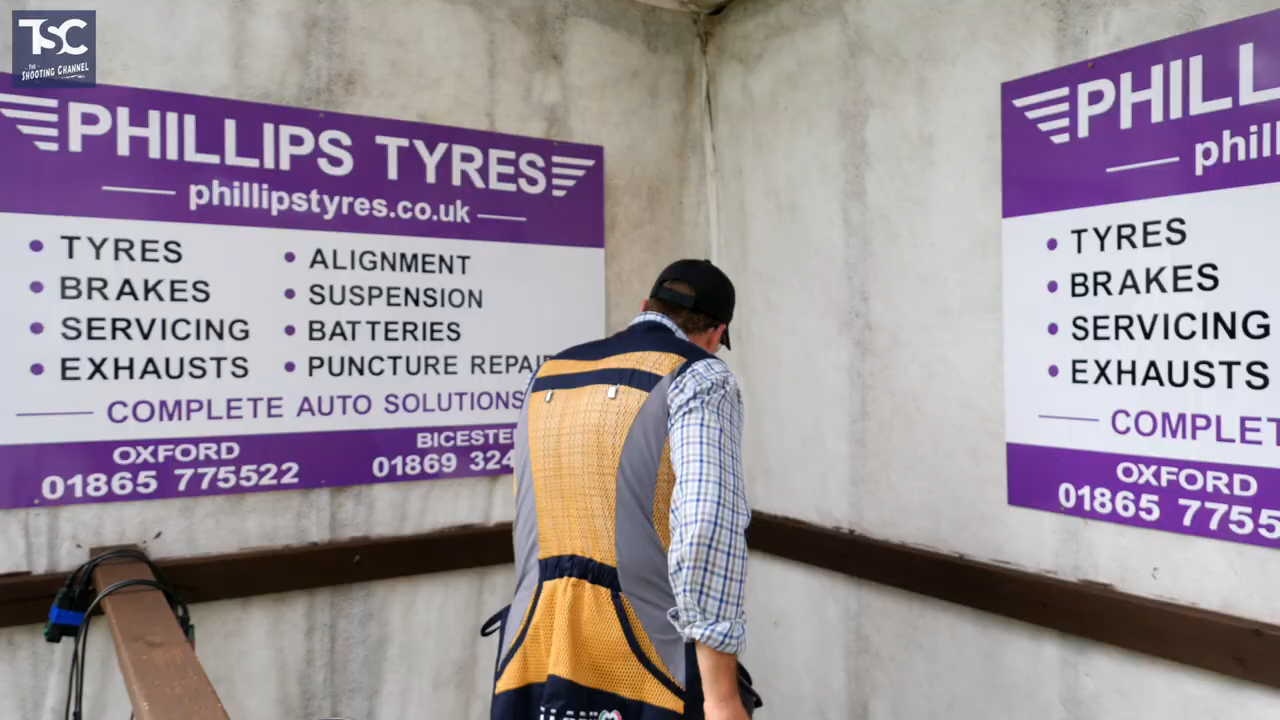 TSC
THE
SHOOTING CHANNEL
PHILLIPS TYRES
phillipstyres.co.uk
TYRES
BRAKES
SERVICING
EXHAUSTS
ALIGNMENT
SUSPENSION
BATTERIES
PUNCTURE REPAIR
COMPLETE AUTO SOLUTIONS
OXFORD
01865 775522
BICESTE
01869 324
PHILL
phill
TYRES
BRAKES
SERVICING
EXHAUSTS
COMPLET
OXFORD
01865 7755